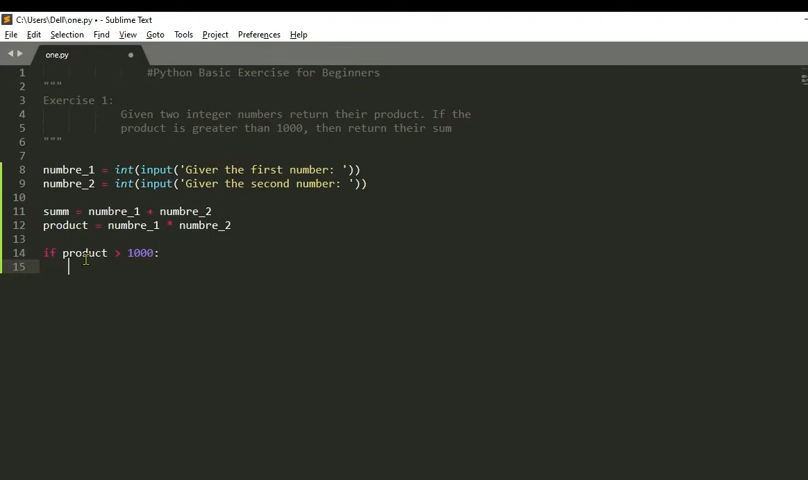 C:\Users\Dell\one.py • - Sublime Text
File Edit Selection Find View Goto Tools Project Preferences Help
one.py
1 #Python Basic Exercise for Beginners
2 """
3 Exercise 1:
4 Given two integer numbers return their product. If the
5 product is greater than 1000, then return their sum
6 """
7
8 numbre_1 = int(input('Giver the first number: '))
9 numbre_2 = int(input('Giver the second number: '))
10
11 summ = numbre_1 + numbre_2
12 product = numbre_1 * numbre_2
13
14 if product > 1000:
15